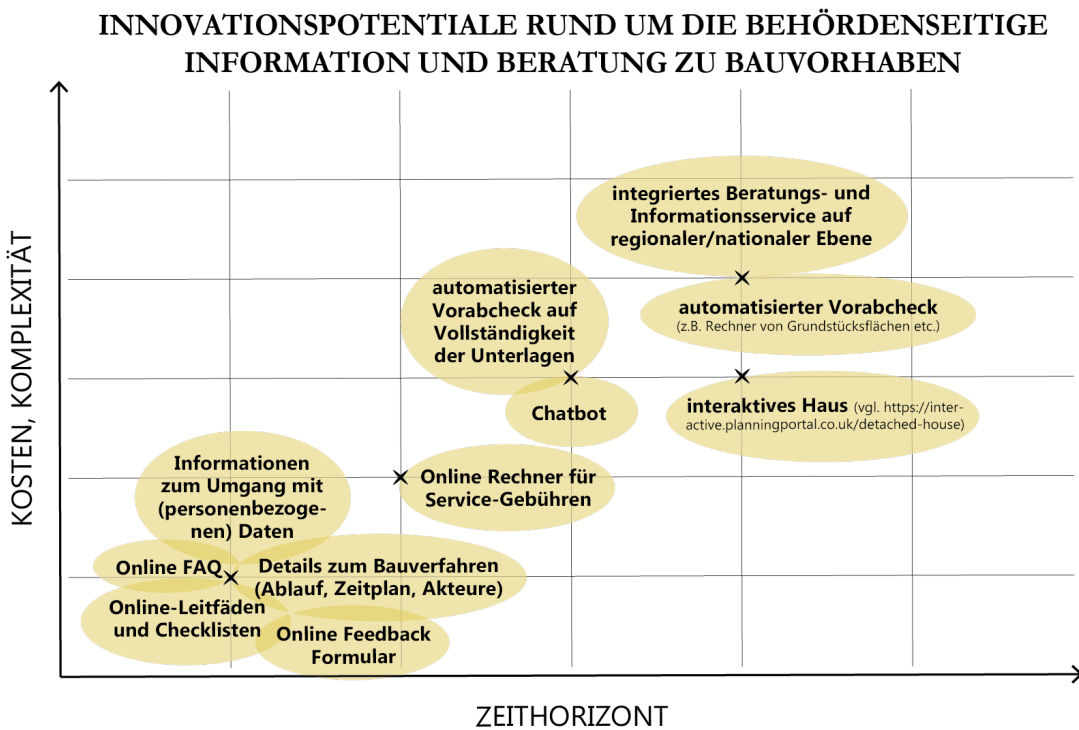 INNOVATIONSPOTENTIALE RUND UM DIE BEHÖRDENSEITIGE
INFORMATION UND BERATUNG ZU BAUVORHABEN
KOSTEN, KOMPLEXITÄT
integriertes Beratungs- und
Informationsservice auf
regionaler/nationaler Ebene
automatisierter
Vorabcheck auf
Vollständigkeit
der Unterlagen
automatisierter Vorabcheck
(z.B. Rechner von Grundstücksflächen etc.)
Chatbot
interaktives Haus (vgl. https://inter-
active.planningportal.co.uk/detached-house)
Informationen
zum Umgang mit
(personenbezoge-
nen) Daten
Online Rechner für
Service-Gebühren
Online FAQ
Details zum Bauverfahren
(Ablauf, Zeitplan, Akteure)
Online-Leitfäden
und Checklisten
Online Feedback
Formular
ZEITHORIZONT